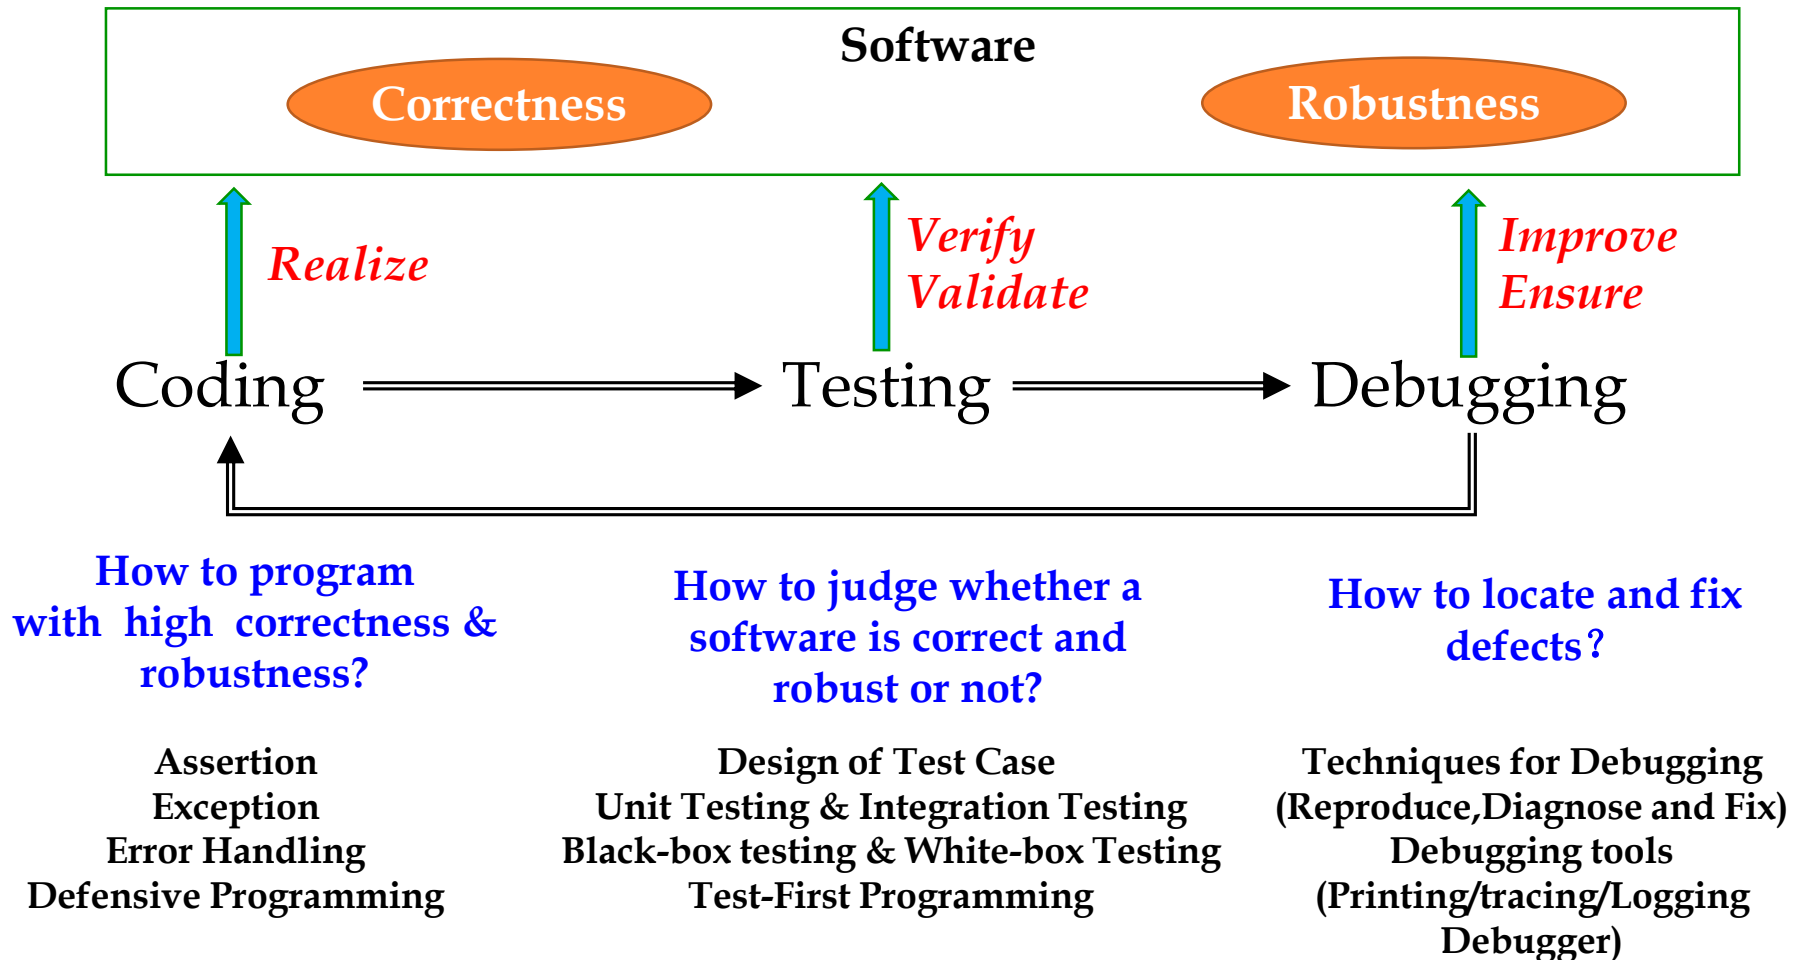 Software
Correctness
Robustness
Realize
Verify
Validate
Improve
Ensure
Coding
Testing
Debugging
How to program
with high correctness &
robustness?
How to judge whether a
software is correct and
robust or not?
How to locate and fix
defects？
Assertion
Exception
Error Handling
Defensive Programming
Design of Test Case
Unit Testing & Integration Testing
Black-box testing & White-box Testing
Test-First Programming
Techniques for Debugging
(Reproduce,Diagnose and Fix)
Debugging tools
(Printing/tracing/Logging
Debugger)